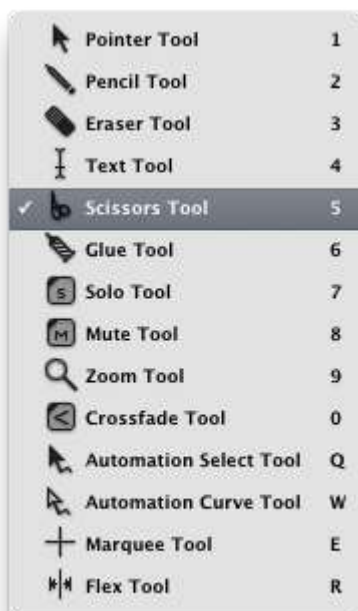 Pointer Tool 1
Pencil Tool 2
Eraser Tool 3
Text Tool 4
✓ Scissors Tool 5
Glue Tool 6
S Solo Tool 7
M Mute Tool 8
Zoom Tool 9
Crossfade Tool 0
Automation Select Tool Q
Automation Curve Tool W
Marquee Tool E
Flex Tool R